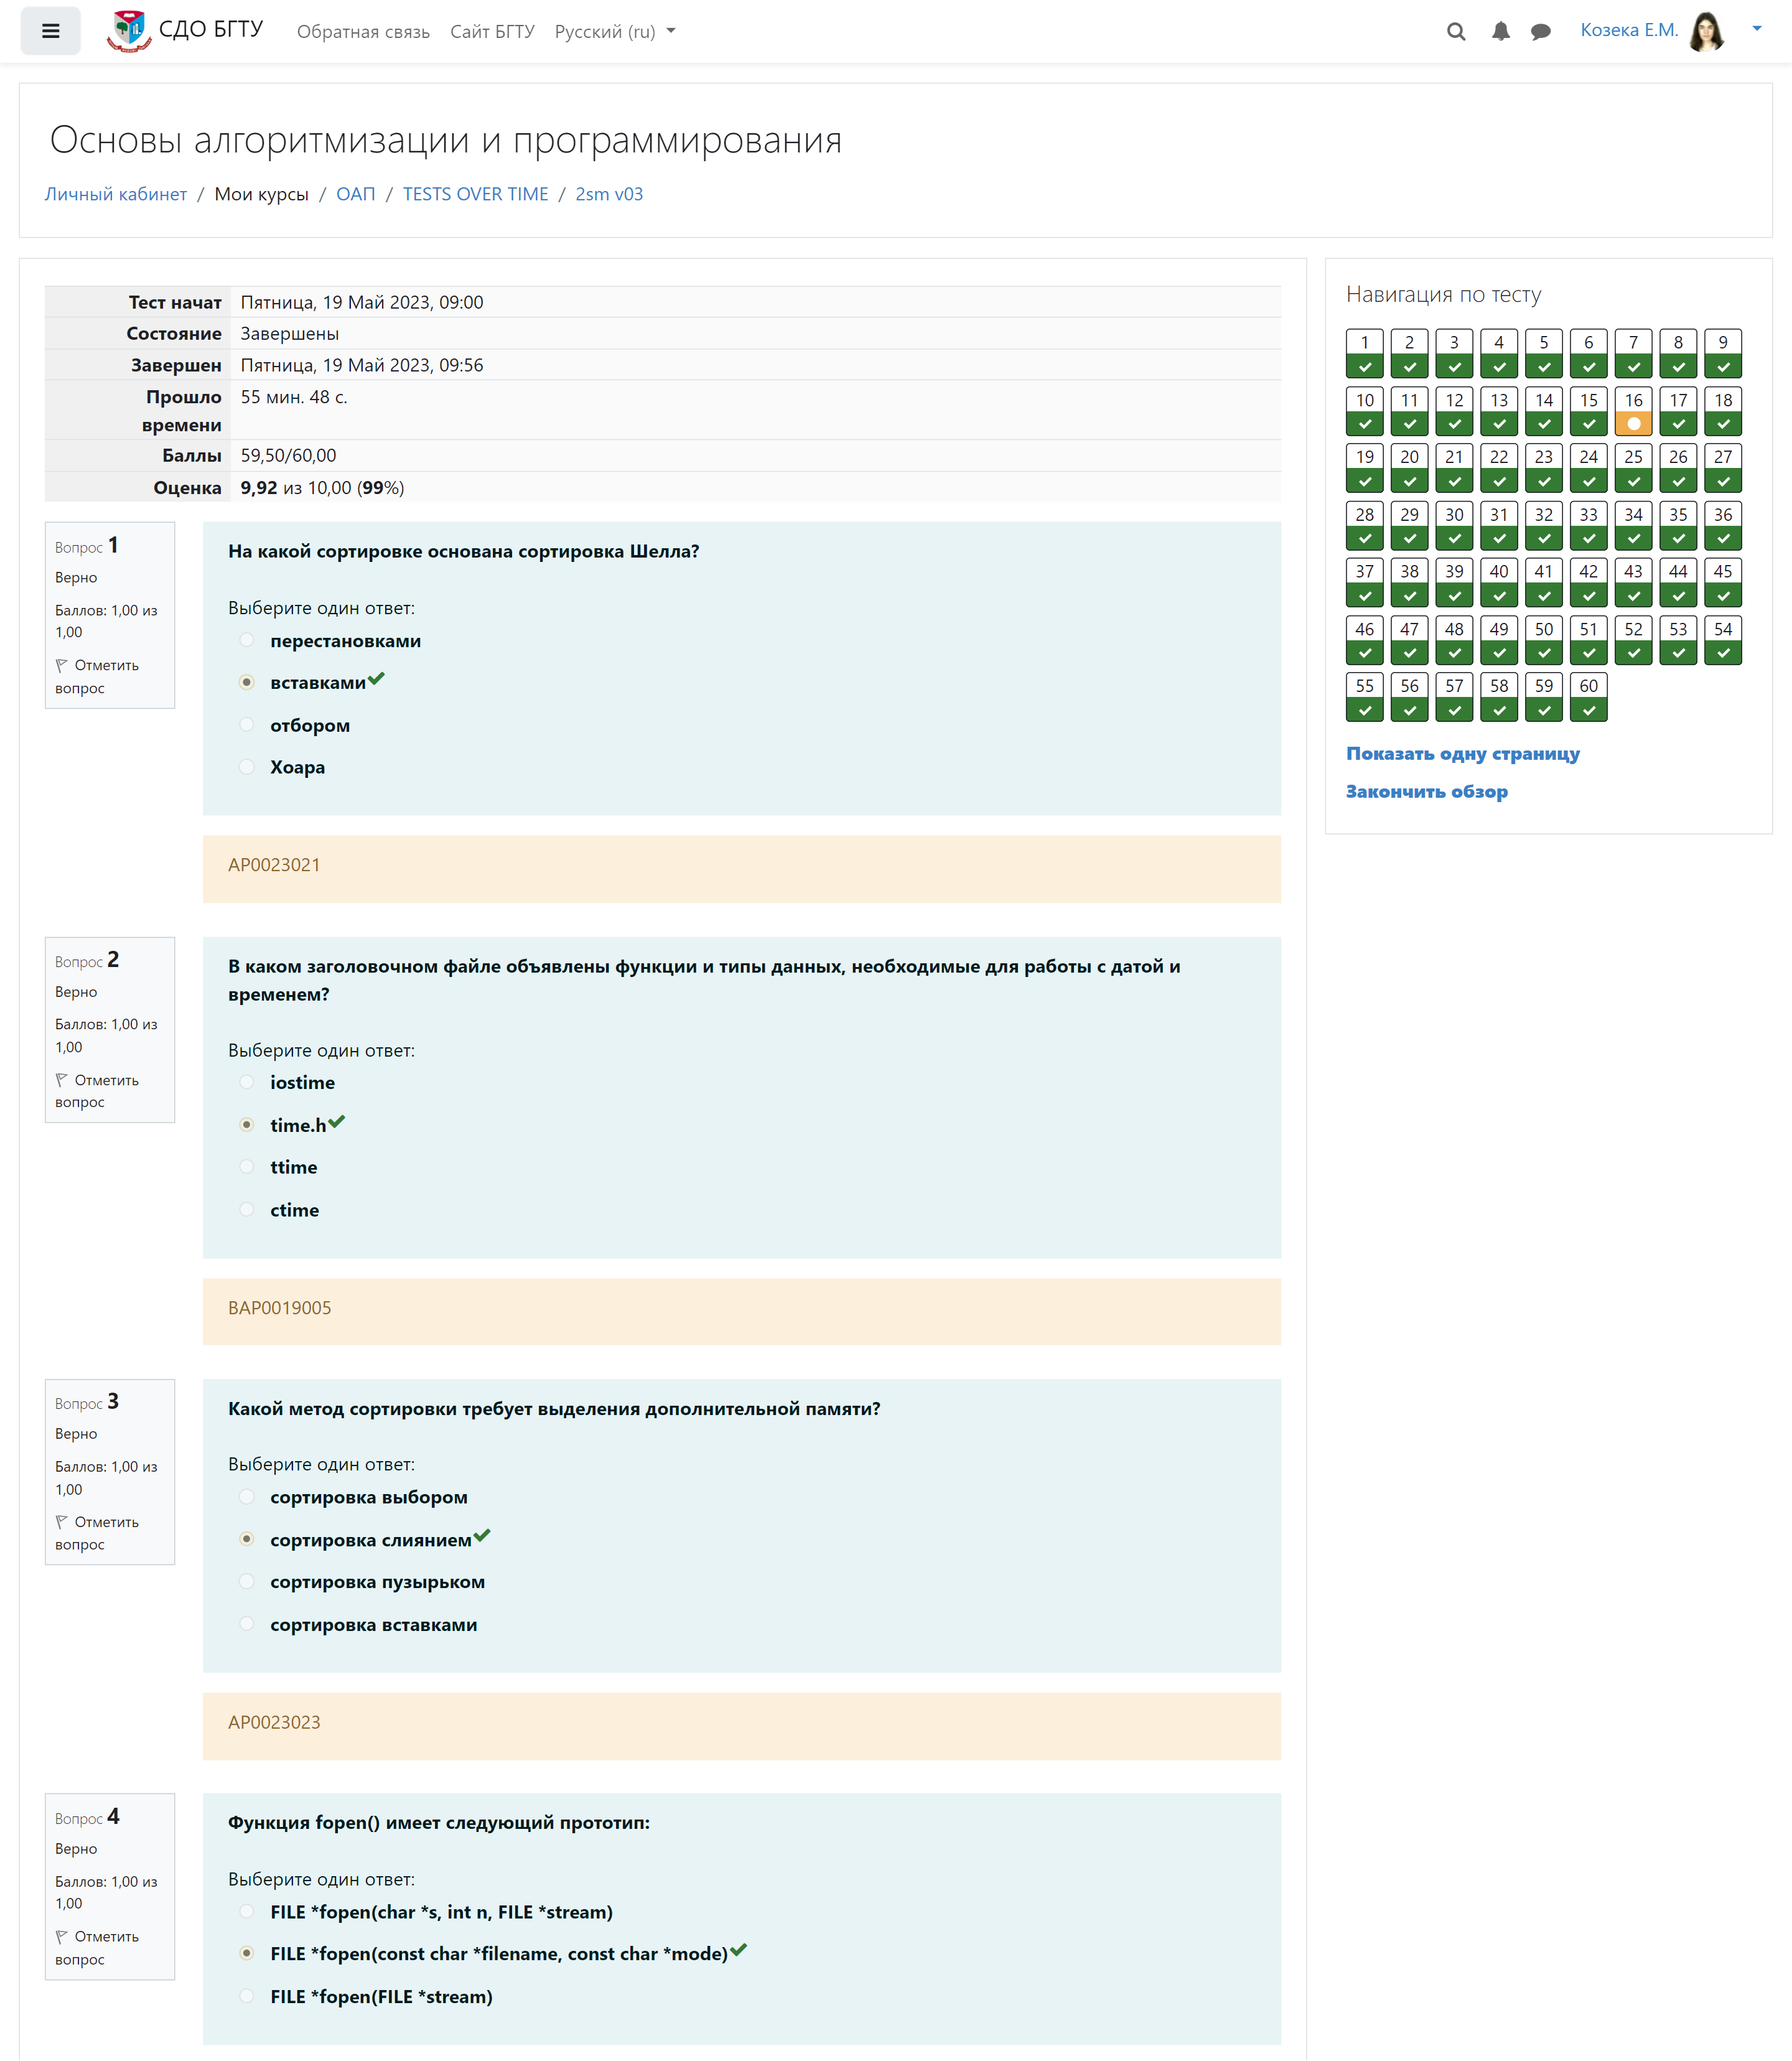 СДО БГТУ
Обратная связь
Сайт БГТУ
Русский (ru)
Козека Е.М.
Основы алгоритмизации и программирования
Личный кабинет / Мои курсы / ОАП / TESTS OVER TIME / 2sm v03
Тест начат Пятница, 19 Май 2023, 09:00
Состояние Завершены
Завершен Пятница, 19 Май 2023, 09:56
Прошло времени 55 мин. 48 с.
Баллы 59,50/60,00
Оценка 9,92 из 10,00 (99%)
Вопрос 1
Верно
Баллов: 1,00 из
1,00
Отметить
вопрос
На какой сортировке основана сортировка Шелла?
Выберите один ответ:
перестановками
вставками
отбором
Хоара
AP0023021
Вопрос 2
Верно
Баллов: 1,00 из
1,00
Отметить
вопрос
В каком заголовочном файле объявлены функции и типы данных, необходимые для работы с датой и
временем?
Выберите один ответ:
iostime
time.h
ttime
ctime
BAP0019005
Вопрос 3
Верно
Баллов: 1,00 из
1,00
Отметить
вопрос
Какой метод сортировки требует выделения дополнительной памяти?
Выберите один ответ:
сортировка выбором
сортировка слиянием
сортировка пузырьком
сортировка вставками
AP0023023
Вопрос 4
Верно
Баллов: 1,00 из
1,00
Отметить
вопрос
Функция fopen() имеет следующий прототип:
Выберите один ответ:
FILE *fopen(char *s, int n, FILE *stream)
FILE *fopen(const char *filename, const char *mode)
FILE *fopen(FILE *stream)
Навигация по тесту
1 2 3 4 5 6 7 8 9
10 11 12 13 14 15 16 17 18
19 20 21 22 23 24 25 26 27
28 29 30 31 32 33 34 35 36
37 38 39 40 41 42 43 44 45
46 47 48 49 50 51 52 53 54
55 56 57 58 59 60
Показать одну страницу
Закончить обзор